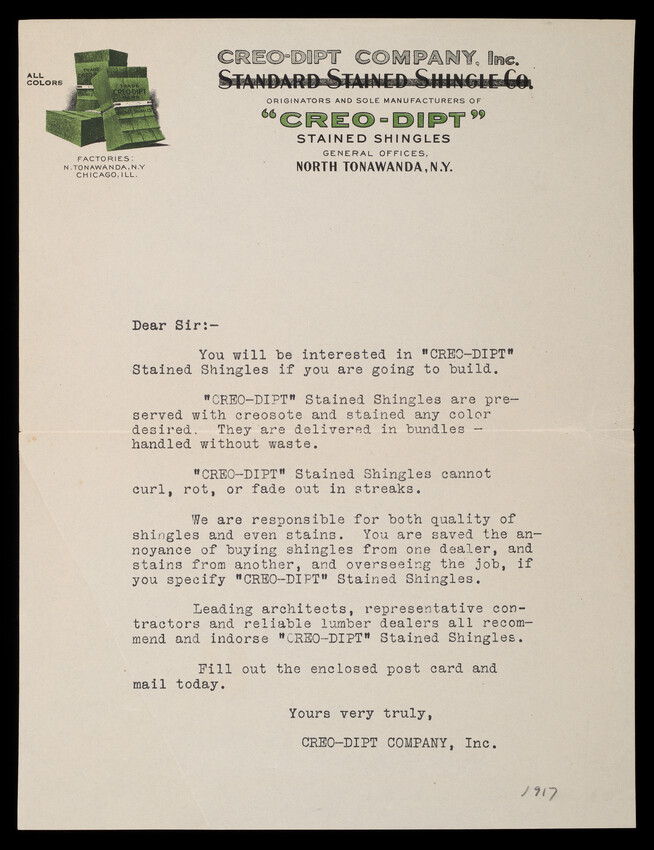 ALL
COLORS
TRADE
CREO-DIPT
FACTORIES:
N. TONAWANDA, N.Y
CHICAGO, ILL.
CREO-DIPT COMPANY, Inc.
STANDARD STAINED SHINGLE CO.
ORIGINATORS AND SOLE MANUFACTURERS OF
"CREO-DIPT"
STAINED SHINGLES
GENERAL OFFICES,
NORTH TONAWANDA, N.Y.
Dear Sir:-
You will be interested in "CREO-DIPT"
Stained Shingles if you are going to build.
"CREO-DIPT" Stained Shingles are pre-
served with creosote and stained any color
desired. They are delivered in bundles -
handled without waste.
"CREO-DIPT" Stained Shingles cannot
curl, rot, or fade out in streaks.
We are responsible for both quality of
shingles and even stains. You are saved the an-
noyance of buying shingles from one dealer, and
stains from another, and overseeing the job, if
you specify "CREO-DIPT" Stained Shingles.
Leading architects, representative con-
tractors and reliable lumber dealers all recom-
mend and indorse "CREO-DIPT" Stained Shingles.
Fill out the enclosed post card and
mail today.
Yours very truly,
CREO-DIPT COMPANY, Inc.
1917